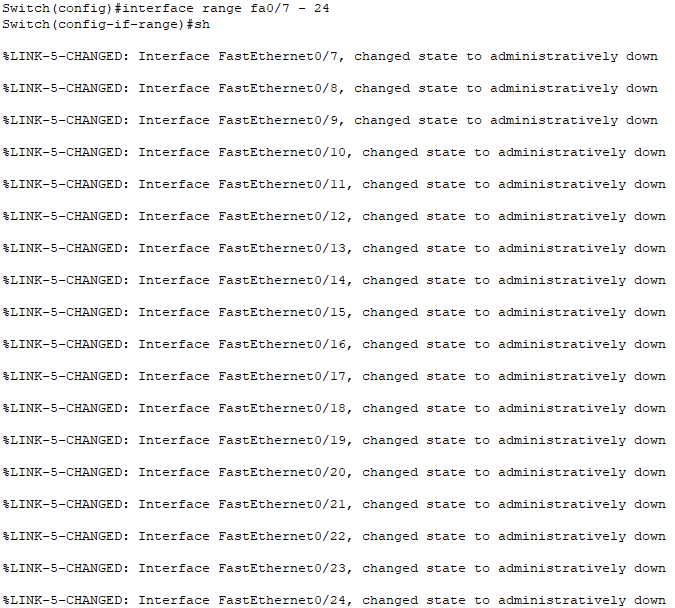 Switch(config)#interface range fa0/7 - 24
Switch(config-if-range)#sh
%LINK-5-CHANGED: Interface FastEthernet0/7, changed state to administratively down
%LINK-5-CHANGED: Interface FastEthernet0/8, changed state to administratively down
%LINK-5-CHANGED: Interface FastEthernet0/9, changed state to administratively down
%LINK-5-CHANGED: Interface FastEthernet0/10, changed state to administratively down
%LINK-5-CHANGED: Interface FastEthernet0/11, changed state to administratively down
%LINK-5-CHANGED: Interface FastEthernet0/12, changed state to administratively down
%LINK-5-CHANGED: Interface FastEthernet0/13, changed state to administratively down
%LINK-5-CHANGED: Interface FastEthernet0/14, changed state to administratively down
%LINK-5-CHANGED: Interface FastEthernet0/15, changed state to administratively down
%LINK-5-CHANGED: Interface FastEthernet0/16, changed state to administratively down
%LINK-5-CHANGED: Interface FastEthernet0/17, changed state to administratively down
%LINK-5-CHANGED: Interface FastEthernet0/18, changed state to administratively down
%LINK-5-CHANGED: Interface FastEthernet0/19, changed state to administratively down
%LINK-5-CHANGED: Interface FastEthernet0/20, changed state to administratively down
%LINK-5-CHANGED: Interface FastEthernet0/21, changed state to administratively down
%LINK-5-CHANGED: Interface FastEthernet0/22, changed state to administratively down
%LINK-5-CHANGED: Interface FastEthernet0/23, changed state to administratively down
%LINK-5-CHANGED: Interface FastEthernet0/24, changed state to administratively down